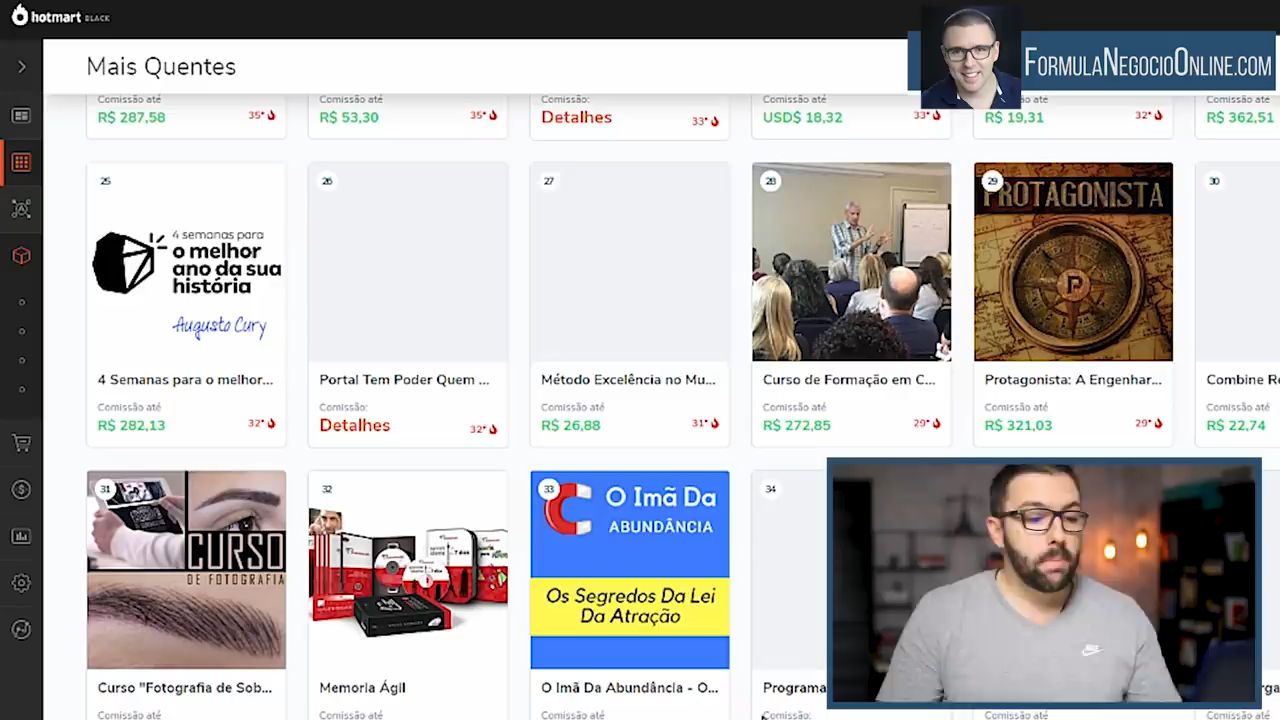 hotmart BLACK
Mais Quentes
FORMULANEGOCIOONLINE.COM
Comissão até
R$ 287,58
35°
Comissão até
R$ 53,30
35°
Comissão:
Detalhes
33°
Comissão até
USD$ 18,32
33°
Comissão até
R$ 19,31
32°
Comissão até
R$ 362,51
25
4 semanas para
o melhor
ano da sua
história
Augusto Cury
4 Semanas para o melhor...
Comissão até
R$ 282,13
32°
26
Portal Tem Poder Quem ...
Comissão:
Detalhes
32°
27
Método Excelência no Mu...
Comissão até
R$ 26,88
31°
28
Curso de Formação em C...
Comissão até
R$ 272,85
29°
29
PROTAGONISTA
P
Protagonista: A Engenhar...
Comissão até
R$ 321,03
29°
30
Combine Re
Comissão até
R$ 22,74
31
CURSO
DE FOTOGRAFIA
Curso "Fotografia de Sob...
Comissão até
32
Memoria Ágil
Comissão até
33
O Imã Da
ABUNDÂNCIA
Os Segredos Da Lei
Da Atração
O Imã Da Abundância - O...
Comissão até
34
Programa
Comissão: